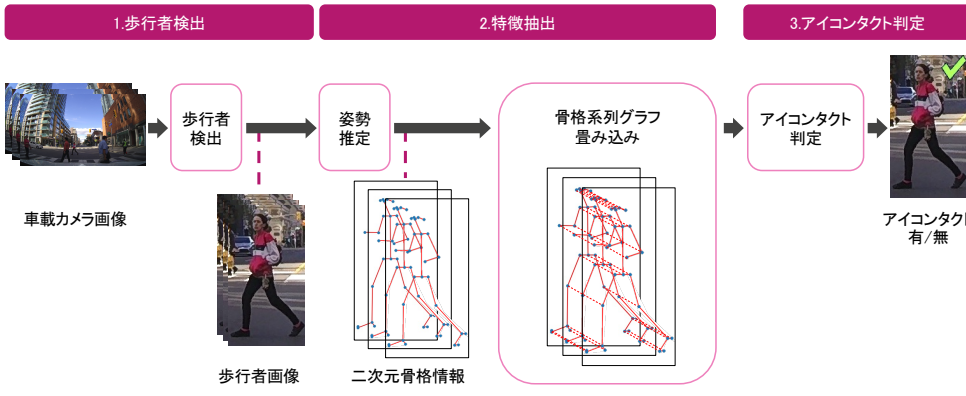 1.歩行者検出
2.特徴抽出
3.アイコンタクト判定
歩行者
検出
姿勢
推定
骨格系列グラフ
畳み込み
アイコンタクト
判定
車載カメラ画像
アイコンタクト
有/無
歩行者画像
二次元骨格情報